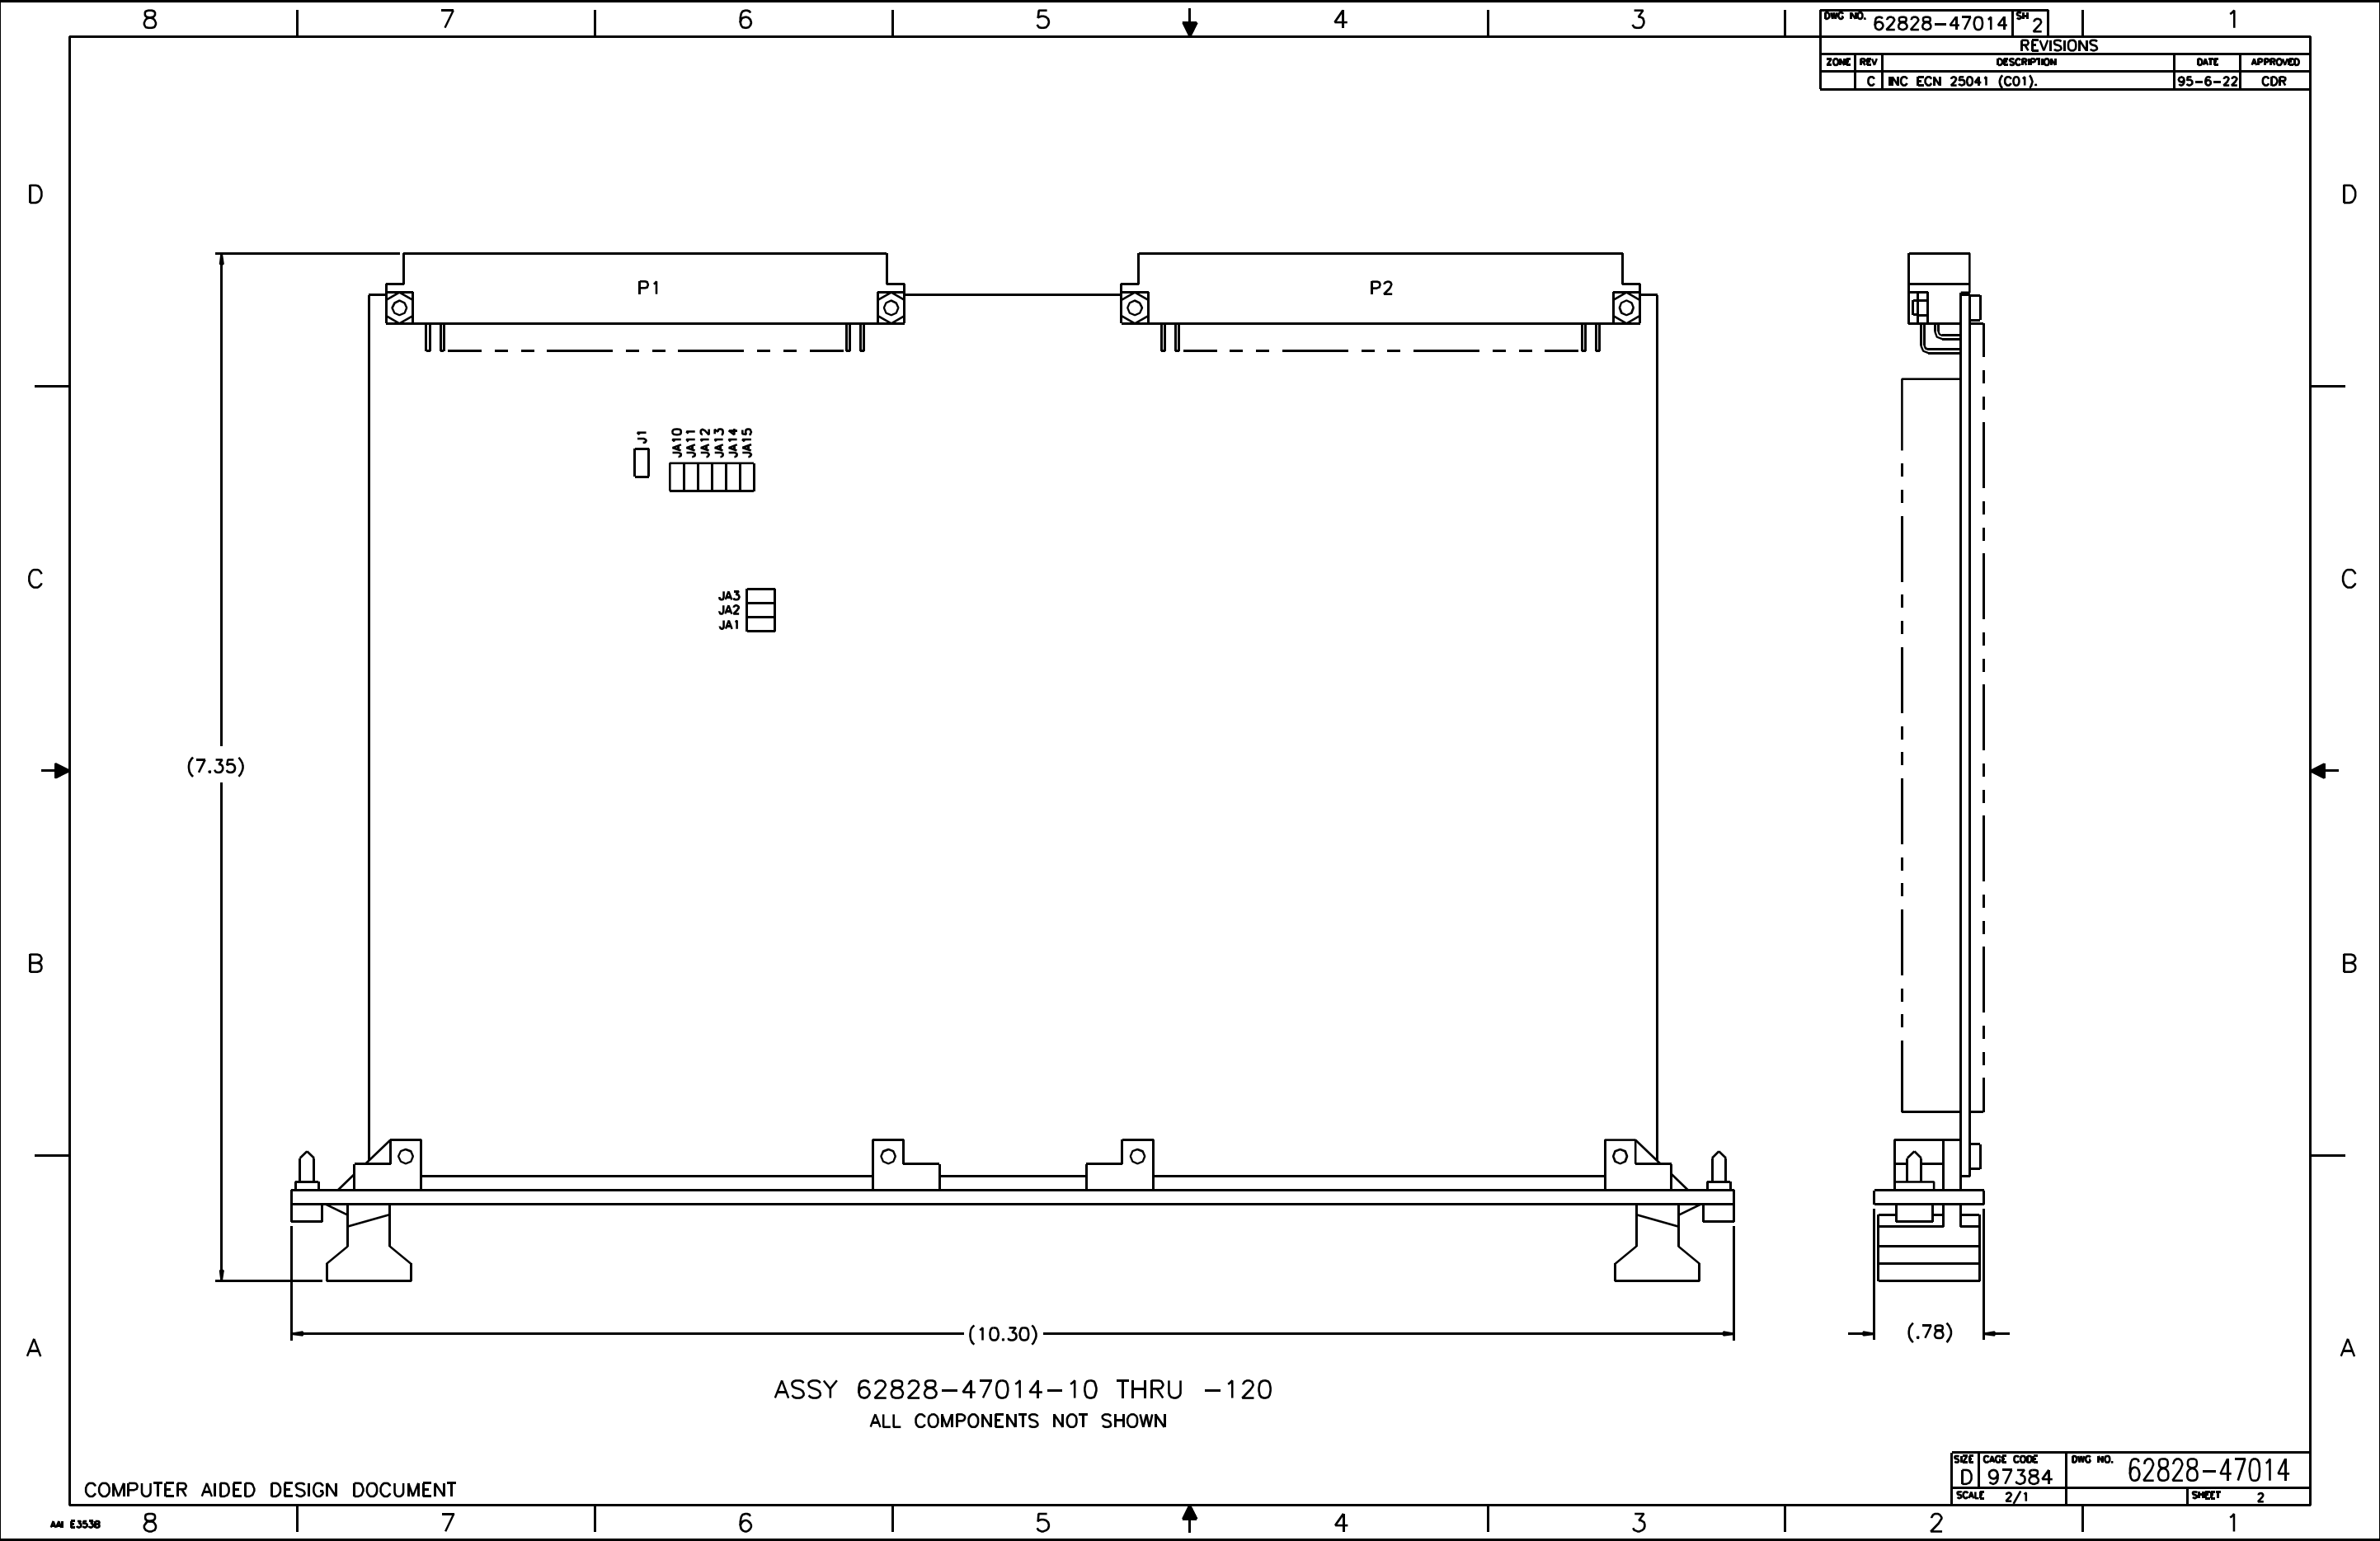 8 7 6 5 4 3 1
DWG NO. 62828-47014 SH 2
REVISIONS
ZONE REV DESCRIPTION DATE APPROVED
C INC ECN 25041 (C01). 95-6-22 CDR
D D
P1 P2
J1 JA10 JA11 JA12 JA13 JA14 JA15
C C
JA3
JA2
JA1
(7.35)
B B
(10.30) (.78)
A A
ASSY 62828-47014-10 THRU -120
ALL COMPONENTS NOT SHOWN
SIZE CAGE CODE DWG NO.
D 97384 62828-47014
SCALE 2/1 SHEET 2
COMPUTER AIDED DESIGN DOCUMENT
AAI E3538 8 7 6 5 4 3 2 1